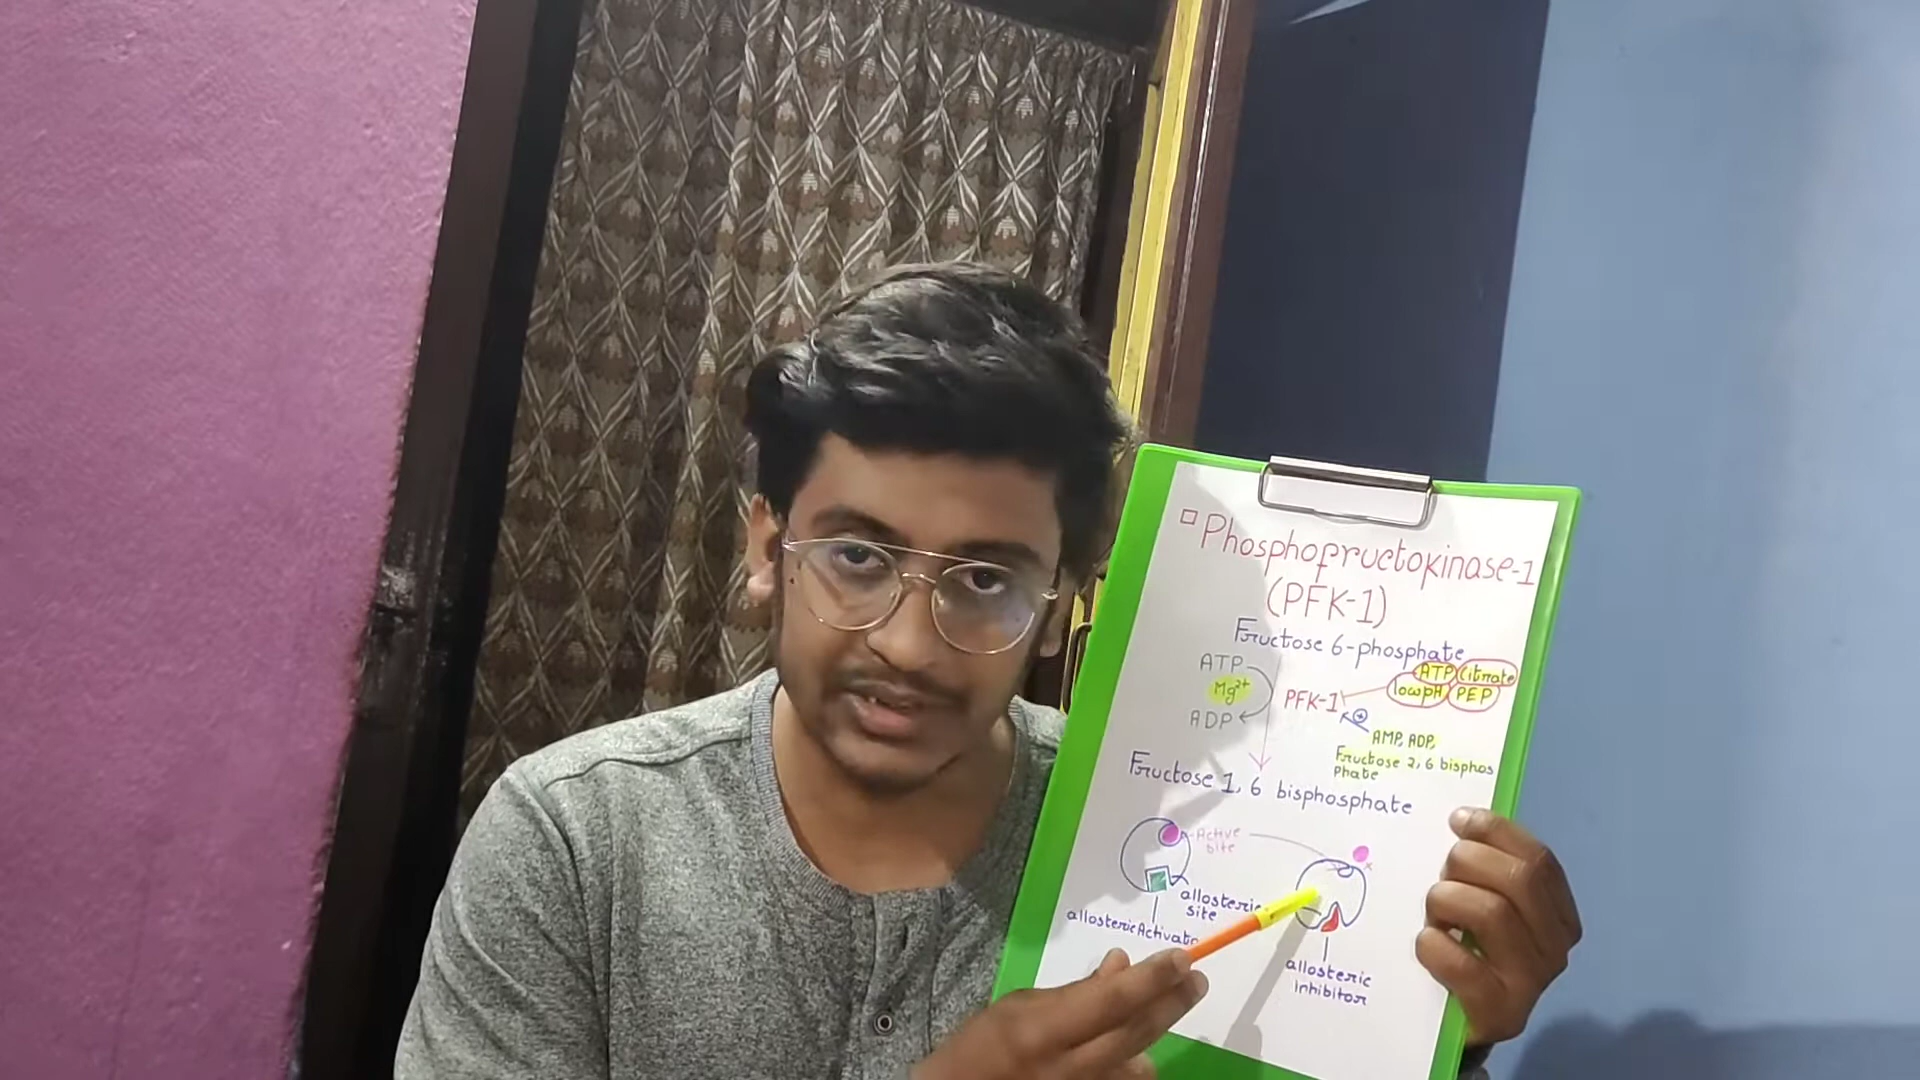 Phosphofructokinase-1
(PFK-1)
Fructose 6-phosphate
ATP
Mg2+
ADP
PFK-1
ATP Citrate
low pH PEP
+
AMP, ADP,
Fructose 2,6 bisphos
phate
Fructose 1,6 bisphosphate
Active
site
x
allosteric
site
allosteric Activato
allosteric
inhibitor